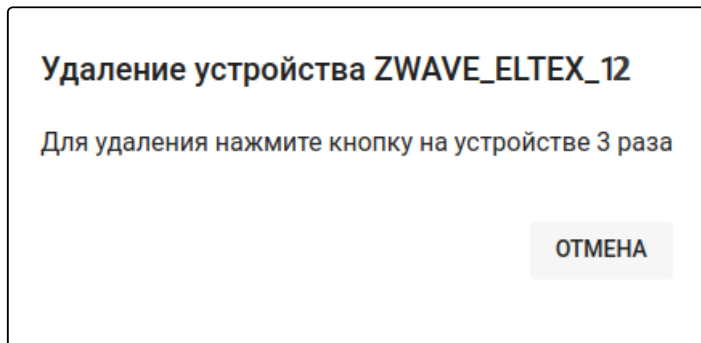 Удаление устройства ZWAVE_ELTEX_12
Для удаления нажмите кнопку на устройстве 3 раза
ОТМЕНА